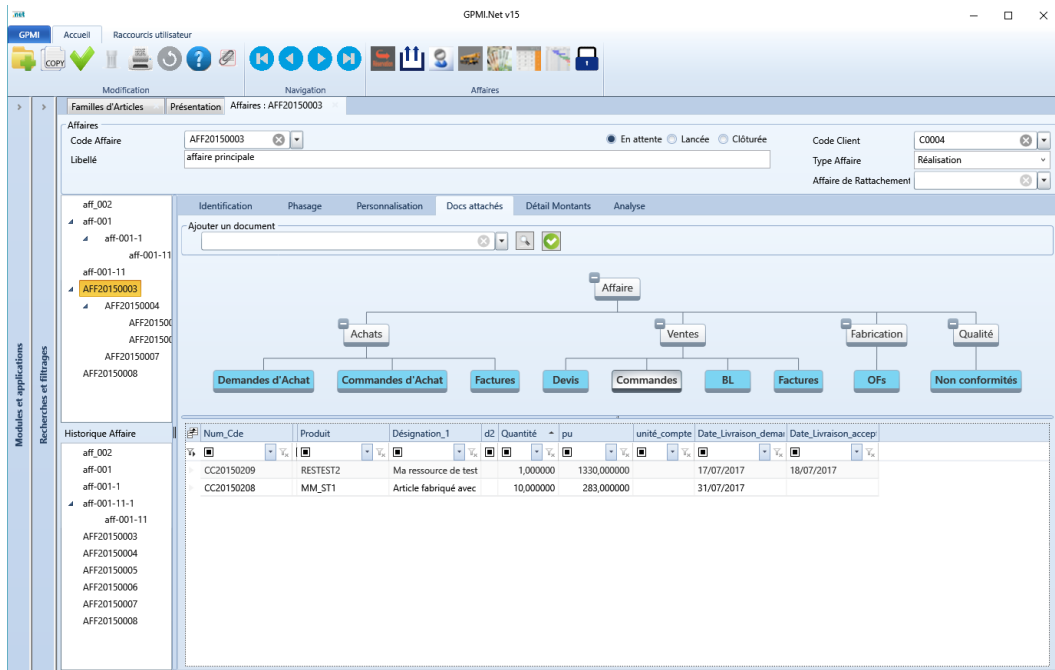 .net GPMI.Net v15
GPMI Accueil Raccourcis utilisateur
COPY
Modification Navigation Affaires
Familles d'Articles Présentation Affaires : AFF20150003
Affaires
Code Affaire AFF20150003 En attente Lancée Clôturée Code Client C0004
Libellé affaire principale Type Affaire Réalisation
Affaire de Rattachement
Modules et applications
Recherches et filtrages
aff_002
aff-001
aff-001-1
aff-001-11
aff-001-11
AFF20150003
AFF20150004
AFF201500
AFF201500
AFF20150007
AFF20150008
Identification Phasage Personnalisation Docs attachés Détail Montants Analyse
Ajouter un document
Affaire
Achats Ventes Fabrication Qualité
Demandes d'Achat Commandes d'Achat Factures Devis Commandes BL Factures OFs Non conformités
Historique Affaire
aff_002
aff-001
aff-001-1
aff-001-11-1
aff-001-11
AFF20150003
AFF20150004
AFF20150005
AFF20150006
AFF20150007
AFF20150008
Num_Cde Produit Désignation_1 d2 Quantité pu unité_compte Date_Livraison_demai Date_Livraison_accep
CC20150209 RESTEST2 Ma ressource de test 1,000000 1330,000000 17/07/2017 18/07/2017
CC20150208 MM_ST1 Article fabriqué avec 10,000000 283,000000 31/07/2017